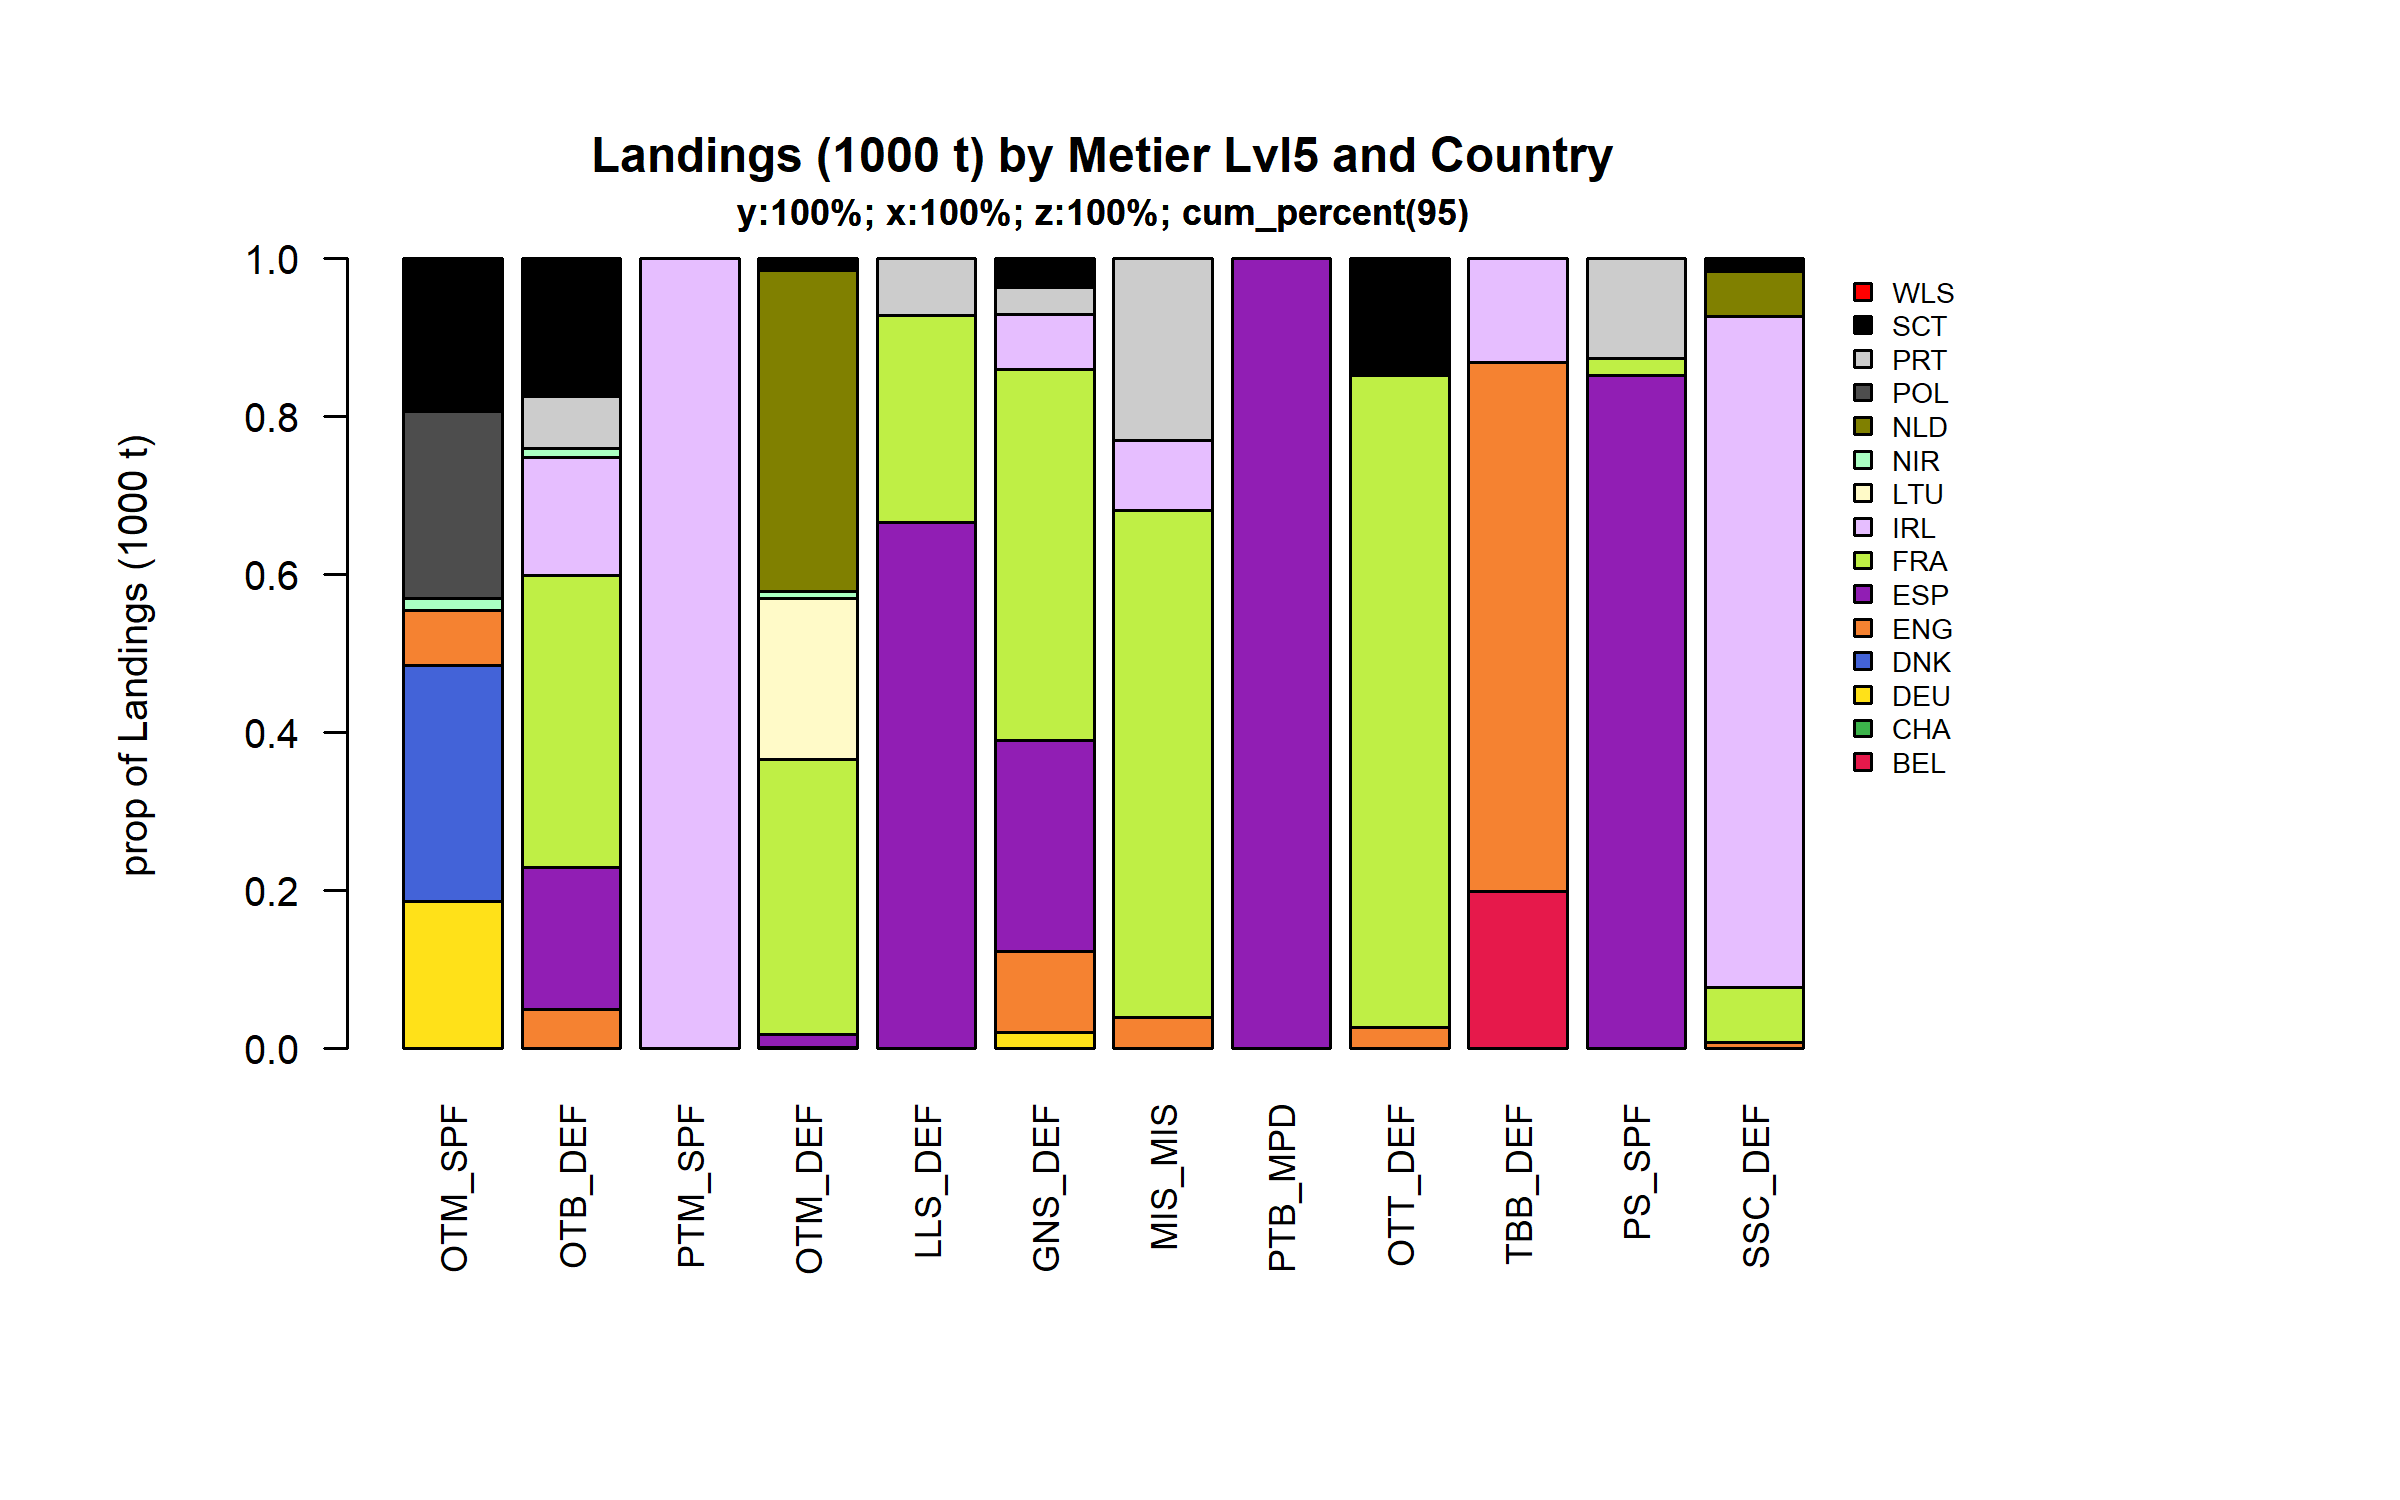 Landings (1000 t) by Metier Lvl5 and Country
y:100%; x:100%; z:100%; cum_percent(95)
prop of Landings (1000 t)
1.0
0.8
0.6
0.4
0.2
0.0
OTM_SPF
OTB_DEF
PTM_SPF
OTM_DEF
LLS_DEF
GNS_DEF
MIS_MIS
PTB_MPD
OTT_DEF
TBB_DEF
PS_SPF
SSC_DEF
WLS
SCT
PRT
POL
NLD
NIR
LTU
IRL
FRA
ESP
ENG
DNK
DEU
CHA
BEL